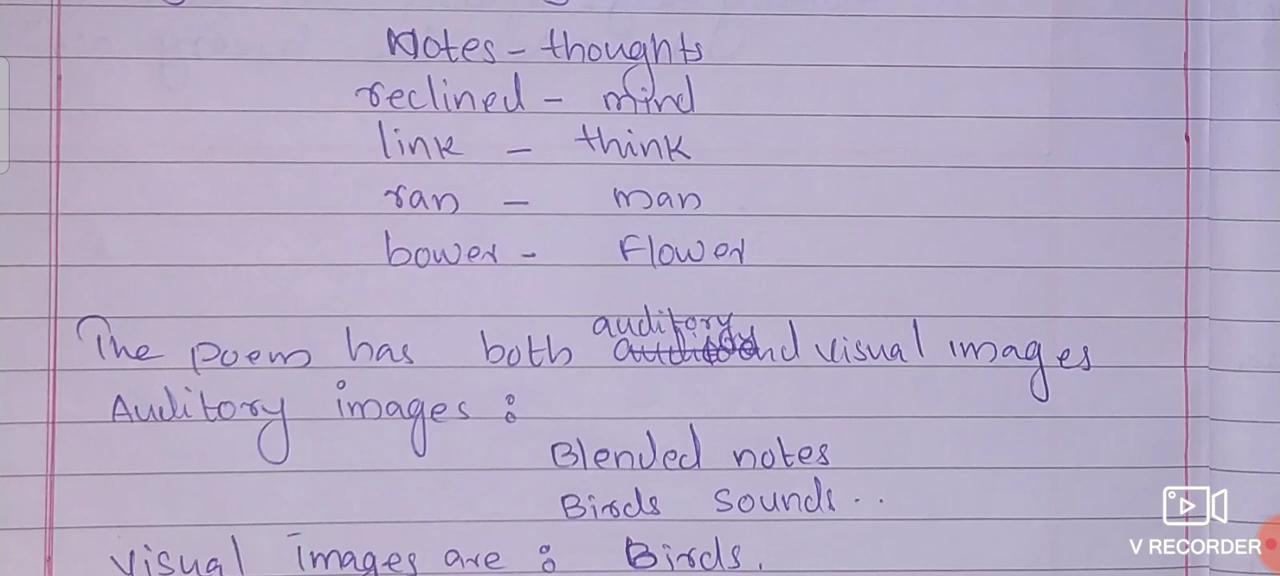 Notes - thoughts
reclined - mind
link - think
ran - man
bower - Flower
auditory
The poem has both and visual images
Auditory images :
Blended notes
Birds sounds..
Visual Images are : Birds.
V RECORDER